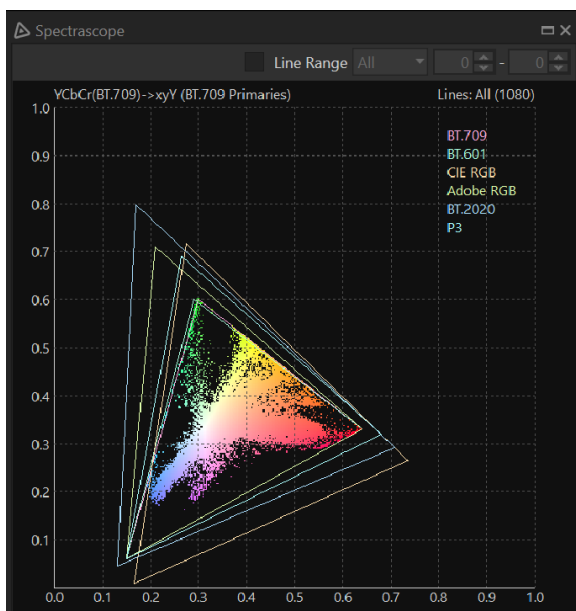 Spectrascope
Line Range All 0 - 0
YCbCr(BT.709)->xyY (BT.709 Primaries) Lines: All (1080)
1.0
BT.709
0.9
BT.601
CIE RGB
Adobe RGB
0.8
BT.2020
P3
0.7
0.6
0.5
0.4
0.3
0.2
0.1
0.0 0.1 0.2 0.3 0.4 0.5 0.6 0.7 0.8 0.9 1.0